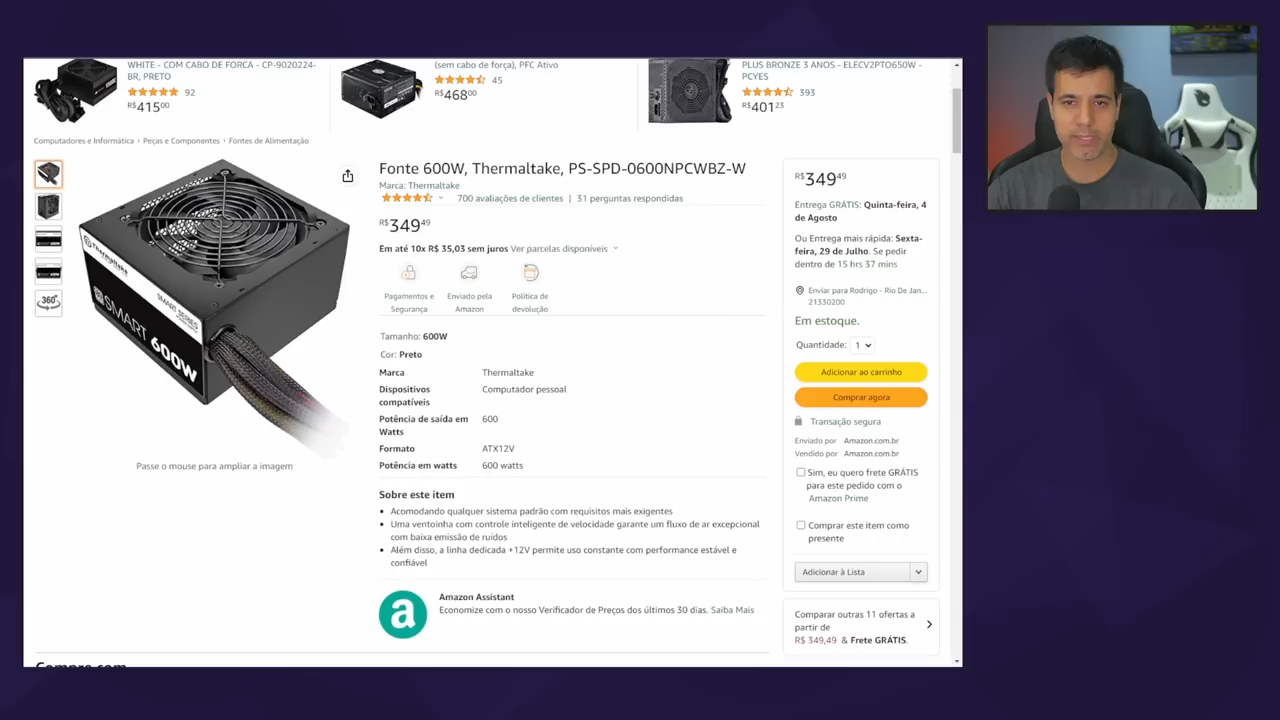 WHITE - COM CABO DE FORCA - CP-9020224-
BR, PRETO
92
R$41500
(sem cabo de força), PFC Ativo
45
R$46800
PLUS BRONZE 3 ANOS - ELECV2PTO650W -
PCYES
393
R$40123
Computadores e Informática › Peças e Componentes › Fontes de Alimentação
Thermaltake
SMART SERIES
SMART 600W
360°
Passe o mouse para ampliar a imagem
Fonte 600W, Thermaltake, PS-SPD-0600NPCWBZ-W
Marca: Thermaltake
700 avaliações de clientes | 31 perguntas respondidas
R$34949
Em até 10x R$ 35,03 sem juros Ver parcelas disponíveis
Pagamentos e
Segurança
Enviado pela
Amazon
Política de
devolução
Tamanho: 600W
Cor: Preto
Marca Thermaltake
Dispositivos
compatíveis
Computador pessoal
Potência de saída em
Watts
600
Formato ATX12V
Potência em watts 600 watts
Sobre este item
• Acomodando qualquer sistema padrão com requisitos mais exigentes
• Uma ventoinha com controle inteligente de velocidade garante um fluxo de ar excepcional
com baixa emissão de ruídos
• Além disso, a linha dedicada +12V permite uso constante com performance estável e
confiável
a
Amazon Assistant
Economize com o nosso Verificador de Preços dos últimos 30 dias. Saiba Mais
Compre com
R$34949
Entrega GRÁTIS: Quinta-feira, 4
de Agosto
Ou Entrega mais rápida: Sexta-
feira, 29 de Julho. Se pedir
dentro de 15 hrs 37 mins
Enviar para Rodrigo - Rio De Jan...
21330200
Em estoque.
Quantidade: 1
Adicionar ao carrinho
Comprar agora
Transação segura
Enviado por Amazon.com.br
Vendido por Amazon.com.br
Sim, eu quero frete GRÁTIS
para este pedido com o
Amazon Prime
Comprar este item como
presente
Adicionar à Lista
Comparar outras 11 ofertas a
partir de
R$ 349,49 & Frete GRÁTIS.